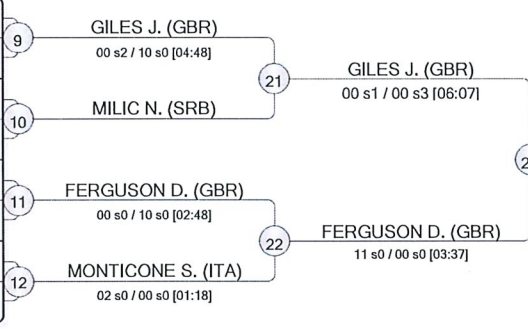 9
GILES J. (GBR)
00 s2 / 10 s0 [04:48]
21
GILES J. (GBR)
00 s1 / 00 s3 [06:07]
10
MILIC N. (SRB)
2
11
FERGUSON D. (GBR)
00 s0 / 10 s0 [02:48]
22
FERGUSON D. (GBR)
11 s0 / 00 s0 [03:37]
12
MONTICONE S. (ITA)
02 s0 / 00 s0 [01:18]